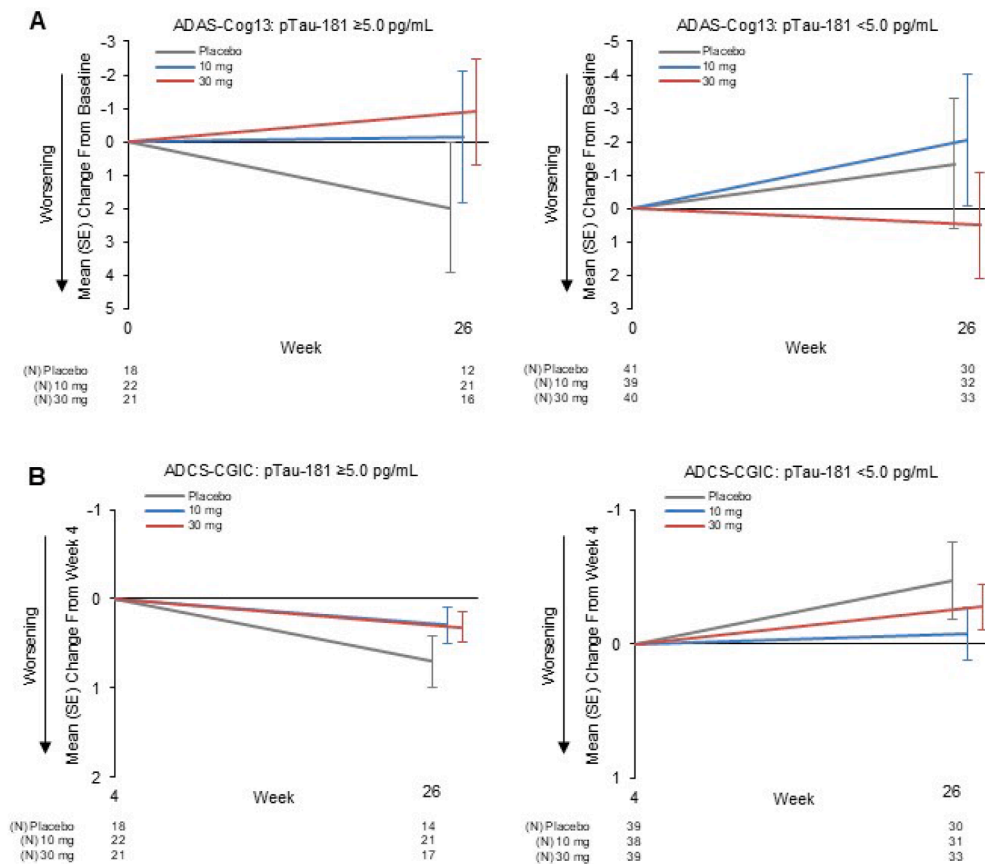 A
ADAS-Cog13: pTau-181 ≥5.0 pg/mL
Placebo
10 mg
30 mg
Worsening
Mean (SE) Change From Baseline
-3
-2
-1
0
1
2
3
4
5
0
26
Week
(N) Placebo 18 12
(N) 10 mg 22 21
(N) 30 mg 21 16
ADAS-Cog13: pTau-181 <5.0 pg/mL
Placebo
10 mg
30 mg
Worsening
Mean (SE) Change From Baseline
-5
-4
-3
-2
-1
0
1
2
3
0
26
Week
(N) Placebo 41 30
(N) 10 mg 39 32
(N) 30 mg 40 33
B
ADCS-CGIC: pTau-181 ≥5.0 pg/mL
Placebo
10 mg
30 mg
Worsening
Mean (SE) Change From Week 4
-1
0
1
2
4
Week
26
(N) Placebo 18 14
(N) 10 mg 22 21
(N) 30 mg 21 17
ADCS-CGIC: pTau-181 <5.0 pg/mL
Placebo
10 mg
30 mg
Worsening
Mean (SE) Change From Week 4
-1
0
1
4
Week
26
(N) Placebo 39 30
(N) 10 mg 38 31
(N) 30 mg 39 33